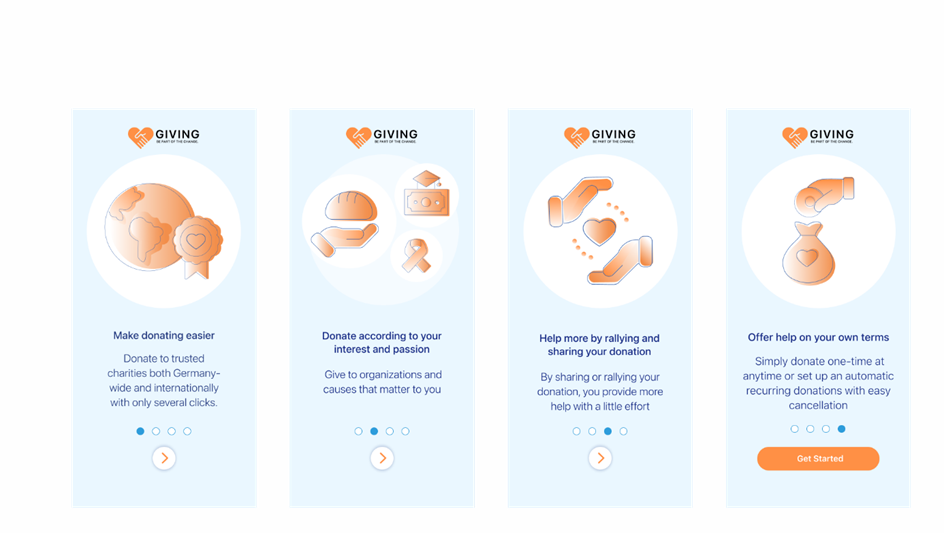 GIVING
BE PART OF THE CHANGE.
Make donating easier
Donate to trusted
charities both Germany-
wide and internationally
with only several clicks.
GIVING
BE PART OF THE CHANGE.
Donate according to your
interest and passion
Give to organizations and
causes that matter to you
GIVING
BE PART OF THE CHANGE.
Help more by rallying and
sharing your donation
By sharing or rallying your
donation, you provide more
help with a little effort
GIVING
BE PART OF THE CHANGE.
Offer help on your own terms
Simply donate one-time at
anytime or set up an automatic
recurring donations with easy
cancellation
Get Started